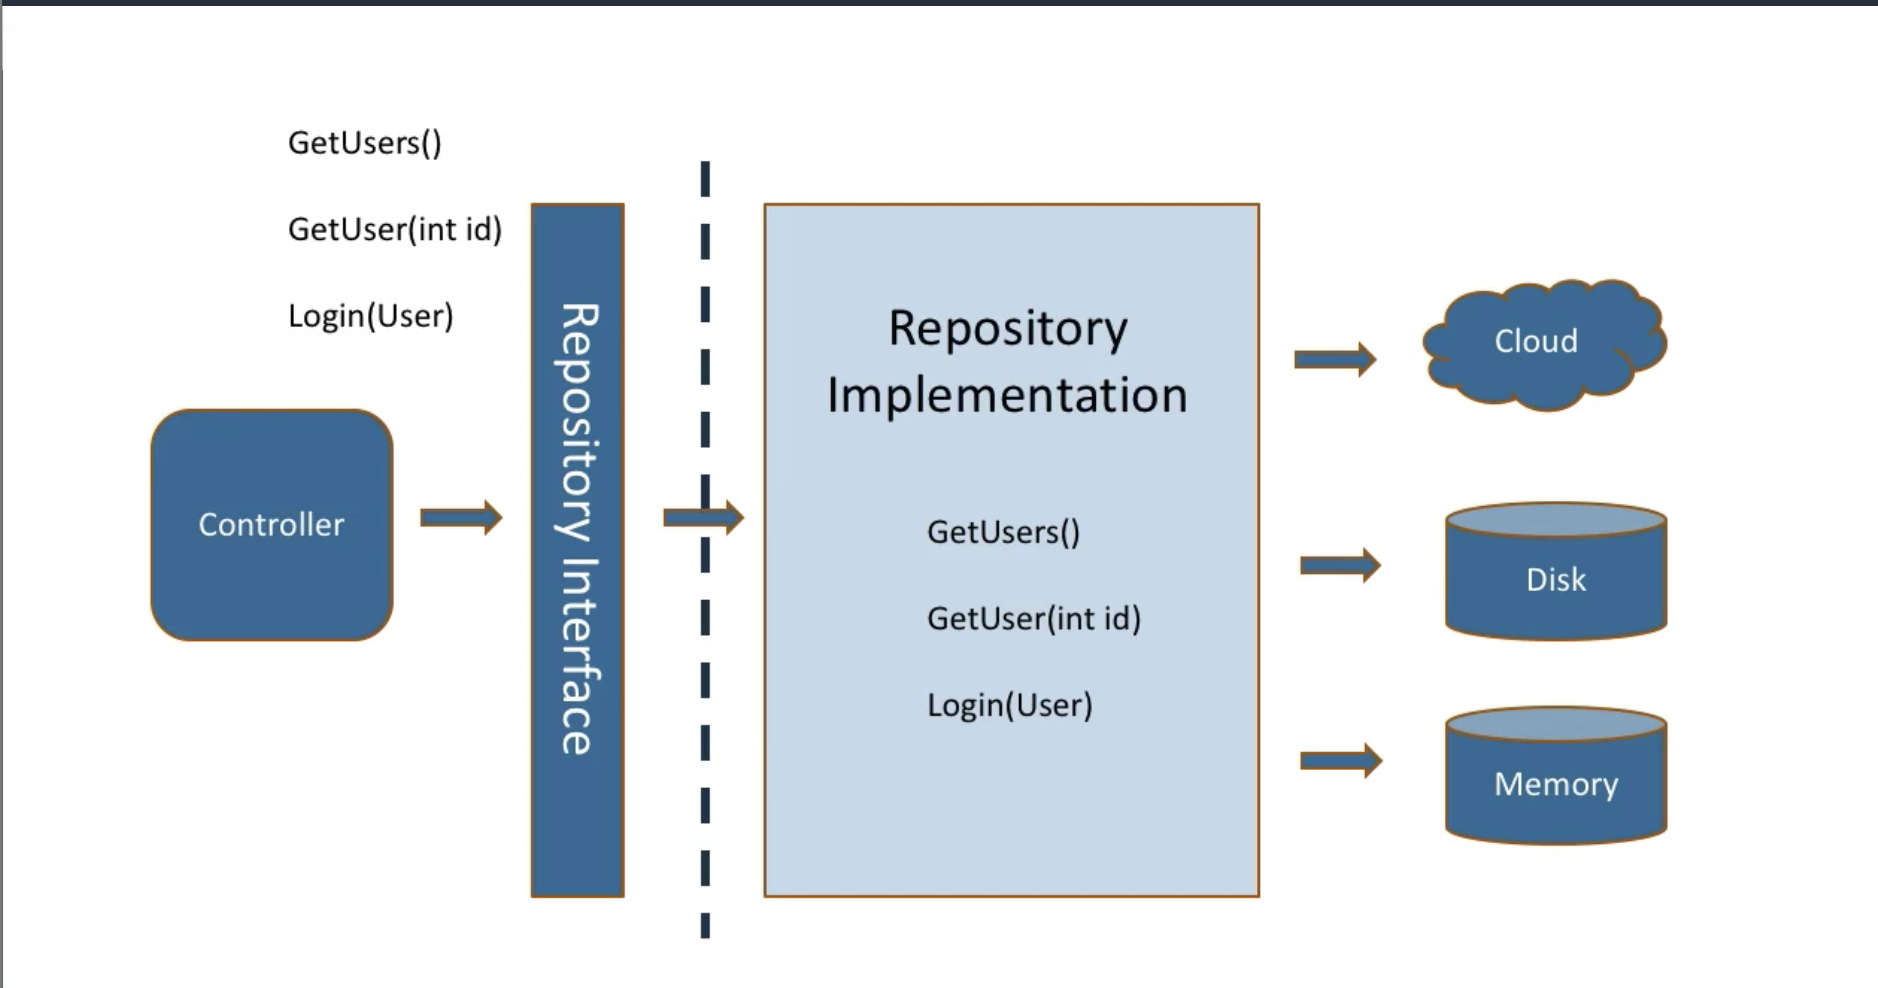 GetUsers()
GetUser(int id)
Login(User)
Controller
Repository Interface
Repository
Implementation
GetUsers()
GetUser(int id)
Login(User)
Cloud
Disk
Memory